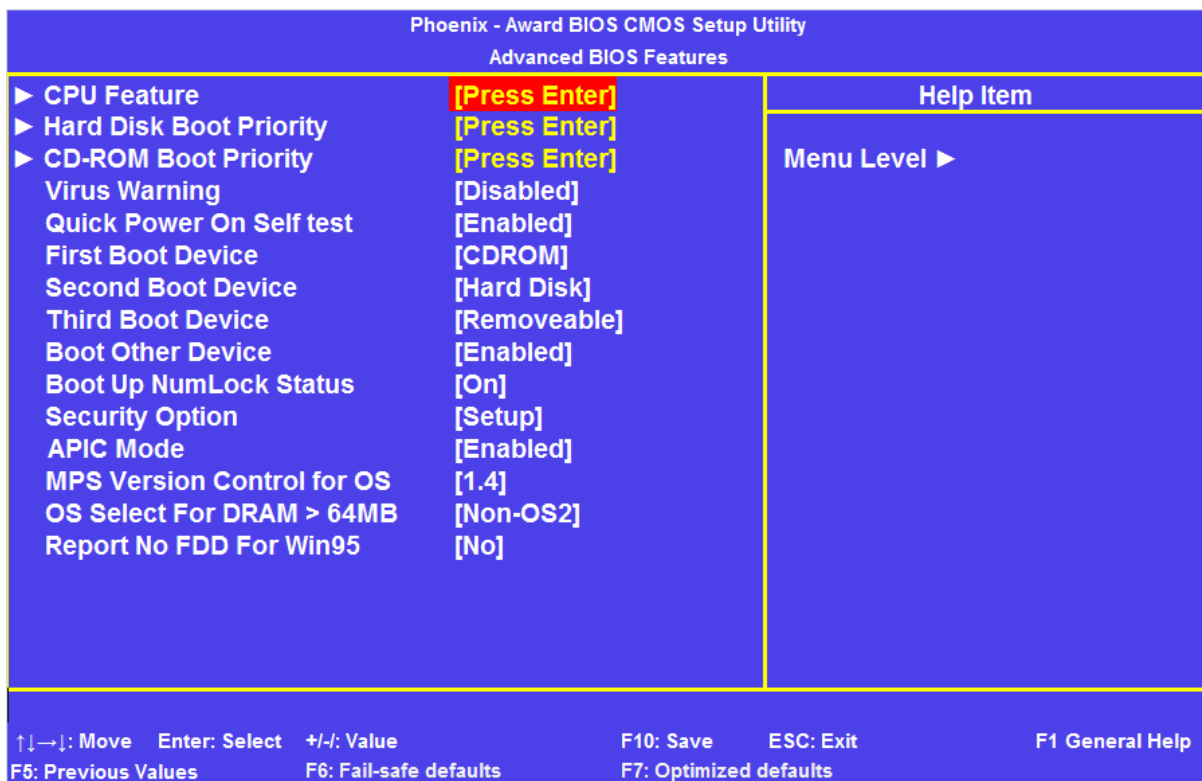 Phoenix - Award BIOS CMOS Setup Utility
Advanced BIOS Features
► CPU Feature [Press Enter]
► Hard Disk Boot Priority [Press Enter]
► CD-ROM Boot Priority [Press Enter]
Virus Warning [Disabled]
Quick Power On Self test [Enabled]
First Boot Device [CDROM]
Second Boot Device [Hard Disk]
Third Boot Device [Removeable]
Boot Other Device [Enabled]
Boot Up NumLock Status [On]
Security Option [Setup]
APIC Mode [Enabled]
MPS Version Control for OS [1.4]
OS Select For DRAM > 64MB [Non-OS2]
Report No FDD For Win95 [No]
Help Item
Menu Level ►
↑↓→↓: Move Enter: Select +/-/: Value F10: Save ESC: Exit F1 General Help
F5: Previous Values F6: Fail-safe defaults F7: Optimized defaults